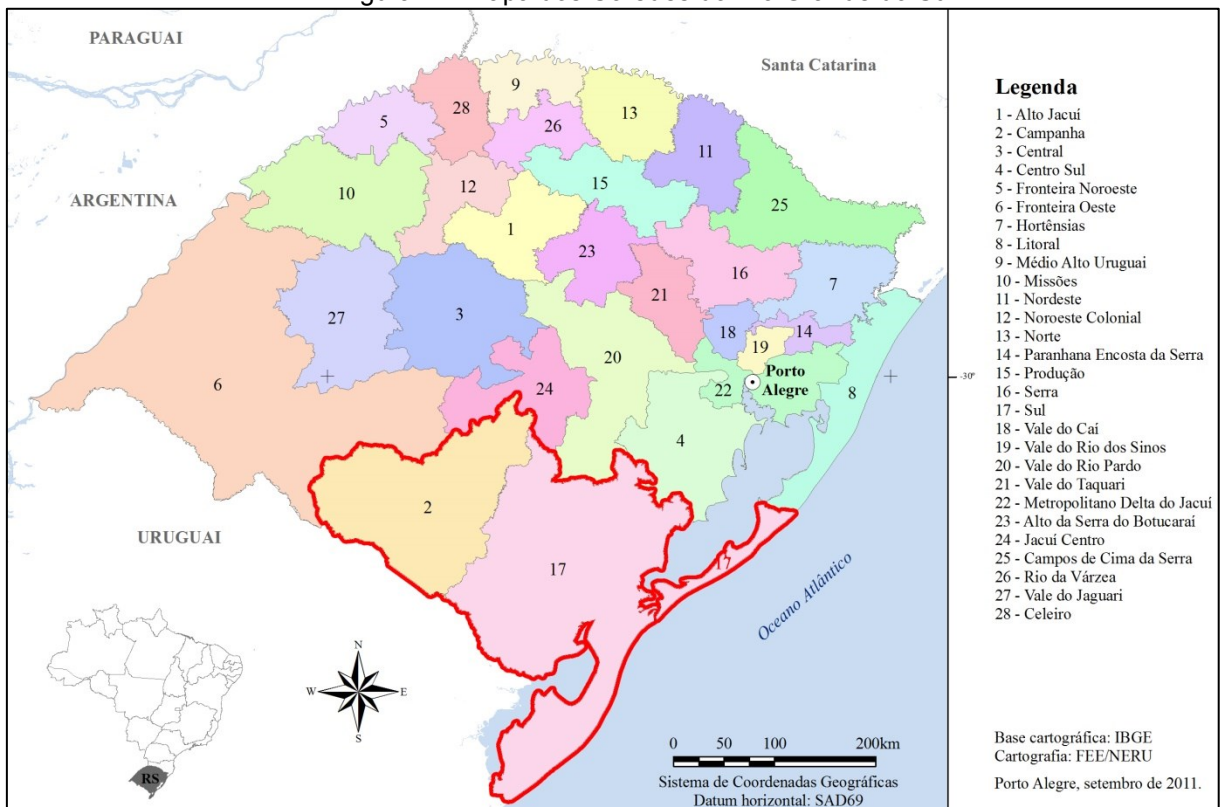 PARAGUAI
Santa Catarina
ARGENTINA
URUGUAI
Oceano Atlântico
Porto
Alegre
-30º
9
28
13
5
26
11
15
12
10
25
1
23
16
7
21
27
3
18
14
19
20
6
22
8
24
4
2
17
17
N
W
E
S
RS
0 50 100 200km
Sistema de Coordenadas Geográficas
Datum horizontal: SAD69
Legenda
1 - Alto Jacuí
2 - Campanha
3 - Central
4 - Centro Sul
5 - Fronteira Noroeste
6 - Fronteira Oeste
7 - Hortênsias
8 - Litoral
9 - Médio Alto Uruguai
10 - Missões
11 - Nordeste
12 - Noroeste Colonial
13 - Norte
14 - Paranhana Encosta da Serra
15 - Produção
16 - Serra
17 - Sul
18 - Vale do Caí
19 - Vale do Rio dos Sinos
20 - Vale do Rio Pardo
21 - Vale do Taquari
22 - Metropolitano Delta do Jacuí
23 - Alto da Serra do Botucaraí
24 - Jacuí Centro
25 - Campos de Cima da Serra
26 - Rio da Várzea
27 - Vale do Jaguari
28 - Celeiro
Base cartográfica: IBGE
Cartografia: FEE/NERU
Porto Alegre, setembro de 2011.